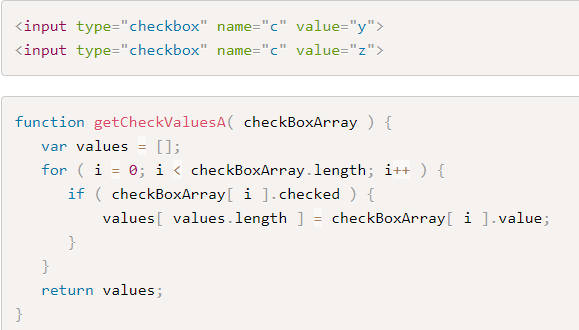 <input type="checkbox" name="c" value="y">
<input type="checkbox" name="c" value="z">
function getCheckValuesA( checkBoxArray ) {
var values = [];
for ( i = 0; i < checkBoxArray.length; i++ ) {
if ( checkBoxArray[ i ].checked ) {
values[ values.length ] = checkBoxArray[ i ].value;
}
}
return values;
}